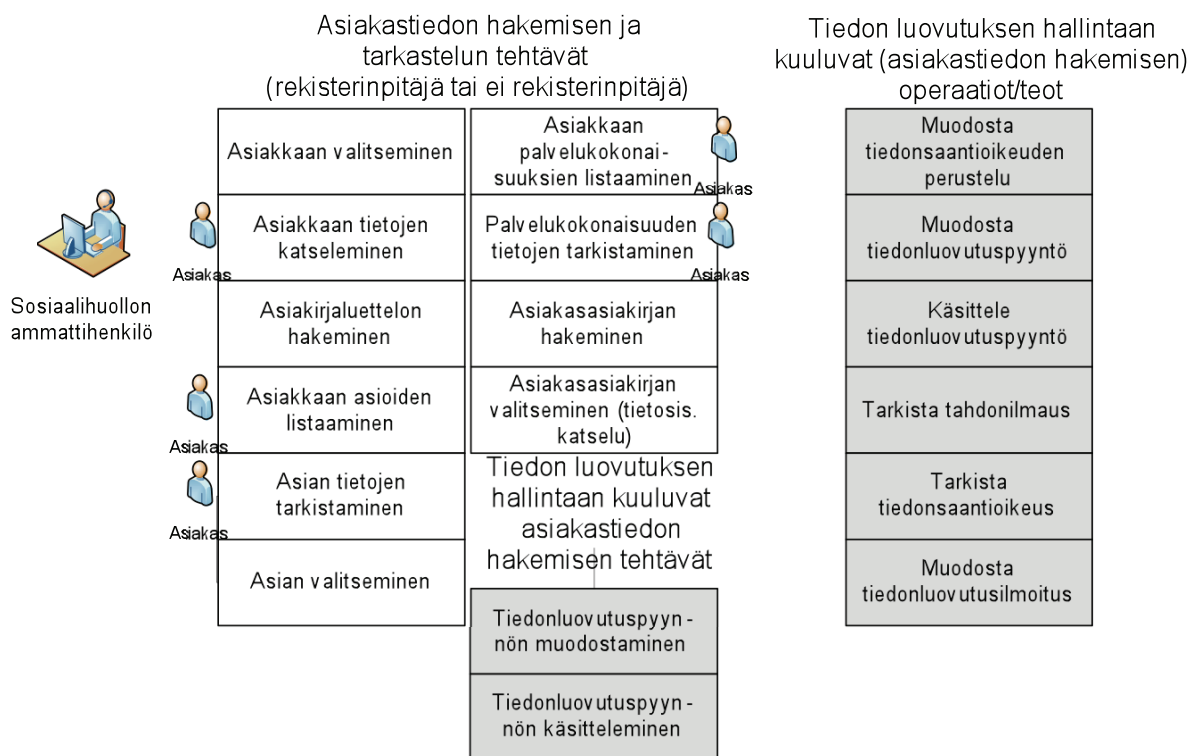 Asiakastiedon hakemisen ja
tarkastelun tehtävät
(rekisterinpitäjä tai ei rekisterinpitäjä)
Tiedon luovutuksen hallintaan
kuuluvat (asiakastiedon hakemisen)
operaatiot/teot
Sosiaalihuollon
ammattihenkilö
Asiakkaan valitseminen
Asiakkaan tietojen
katseleminen
Asiakas
Asiakirjaluettelon
hakeminen
Asiakkaan asioiden
listaaminen
Asiakas
Asian tietojen
tarkistaminen
Asiakas
Asian valitseminen
Asiakkaan
palvelukokonai-
suuksien listaaminen
Asiakas
Palvelukokonaisuuden
tietojen tarkistaminen
Asiakas
Asiakasasiakirjan
hakeminen
Asiakasasiakirjan
valitseminen (tietosis.
katselu)
Tiedon luovutuksen
hallintaan kuuluvat
asiakastiedon
hakemisen tehtävät
Tiedonluovutuspyyn-
nön muodostaminen
Tiedonluovutuspyyn-
nön käsitteleminen
Muodosta
tiedonsaantioikeuden
perustelu
Muodosta
tiedonluovutuspyyntö
Käsittele
tiedonluovutuspyyntö
Tarkista tahdonilmaus
Tarkista
tiedonsaantioikeus
Muodosta
tiedonluovutusilmoitus